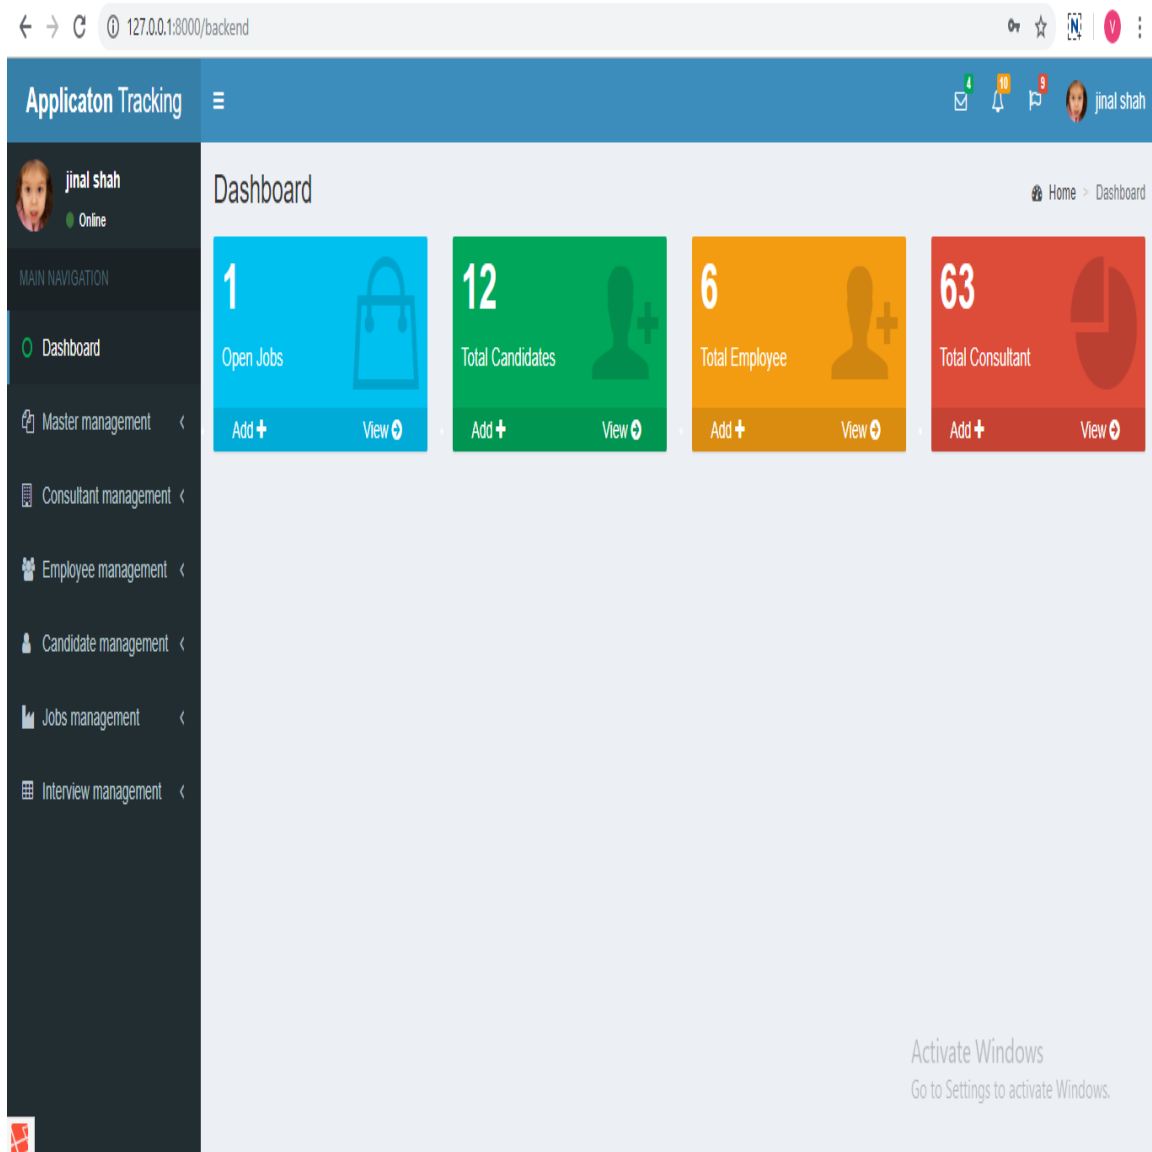 127.0.0.1:8000/backend
V
Applicaton Tracking
4
10
9
jinal shah
jinal shah
Online
MAIN NAVIGATION
Dashboard
Master management
Consultant management
Employee management
Candidate management
Jobs management
Interview management
Dashboard
Home > Dashboard
1
Open Jobs
Add
View
12
Total Candidates
Add
View
6
Total Employee
Add
View
63
Total Consultant
Add
View
Activate Windows
Go to Settings to activate Windows.